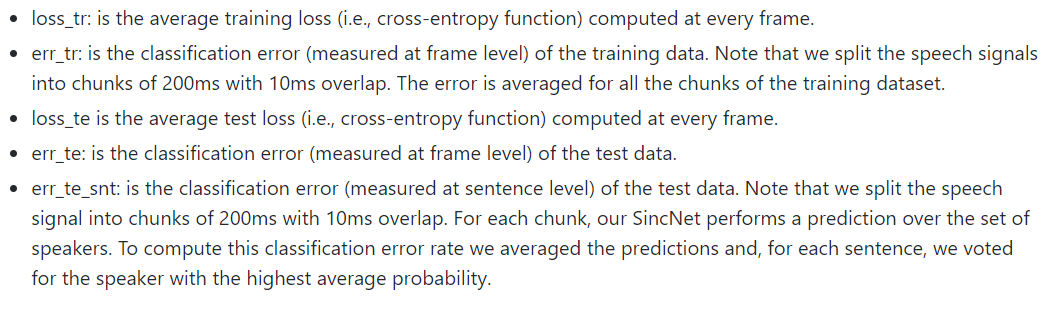 • loss_tr: is the average training loss (i.e., cross-entropy function) computed at every frame.
• err_tr: is the classification error (measured at frame level) of the training data. Note that we split the speech signals
into chunks of 200ms with 10ms overlap. The error is averaged for all the chunks of the training dataset.
• loss_te is the average test loss (i.e., cross-entropy function) computed at every frame.
• err_te: is the classification error (measured at frame level) of the test data.
• err_te_snt: is the classification error (measured at sentence level) of the test data. Note that we split the speech
signal into chunks of 200ms with 10ms overlap. For each chunk, our SincNet performs a prediction over the set of
speakers. To compute this classification error rate we averaged the predictions and, for each sentence, we voted
for the speaker with the highest average probability.